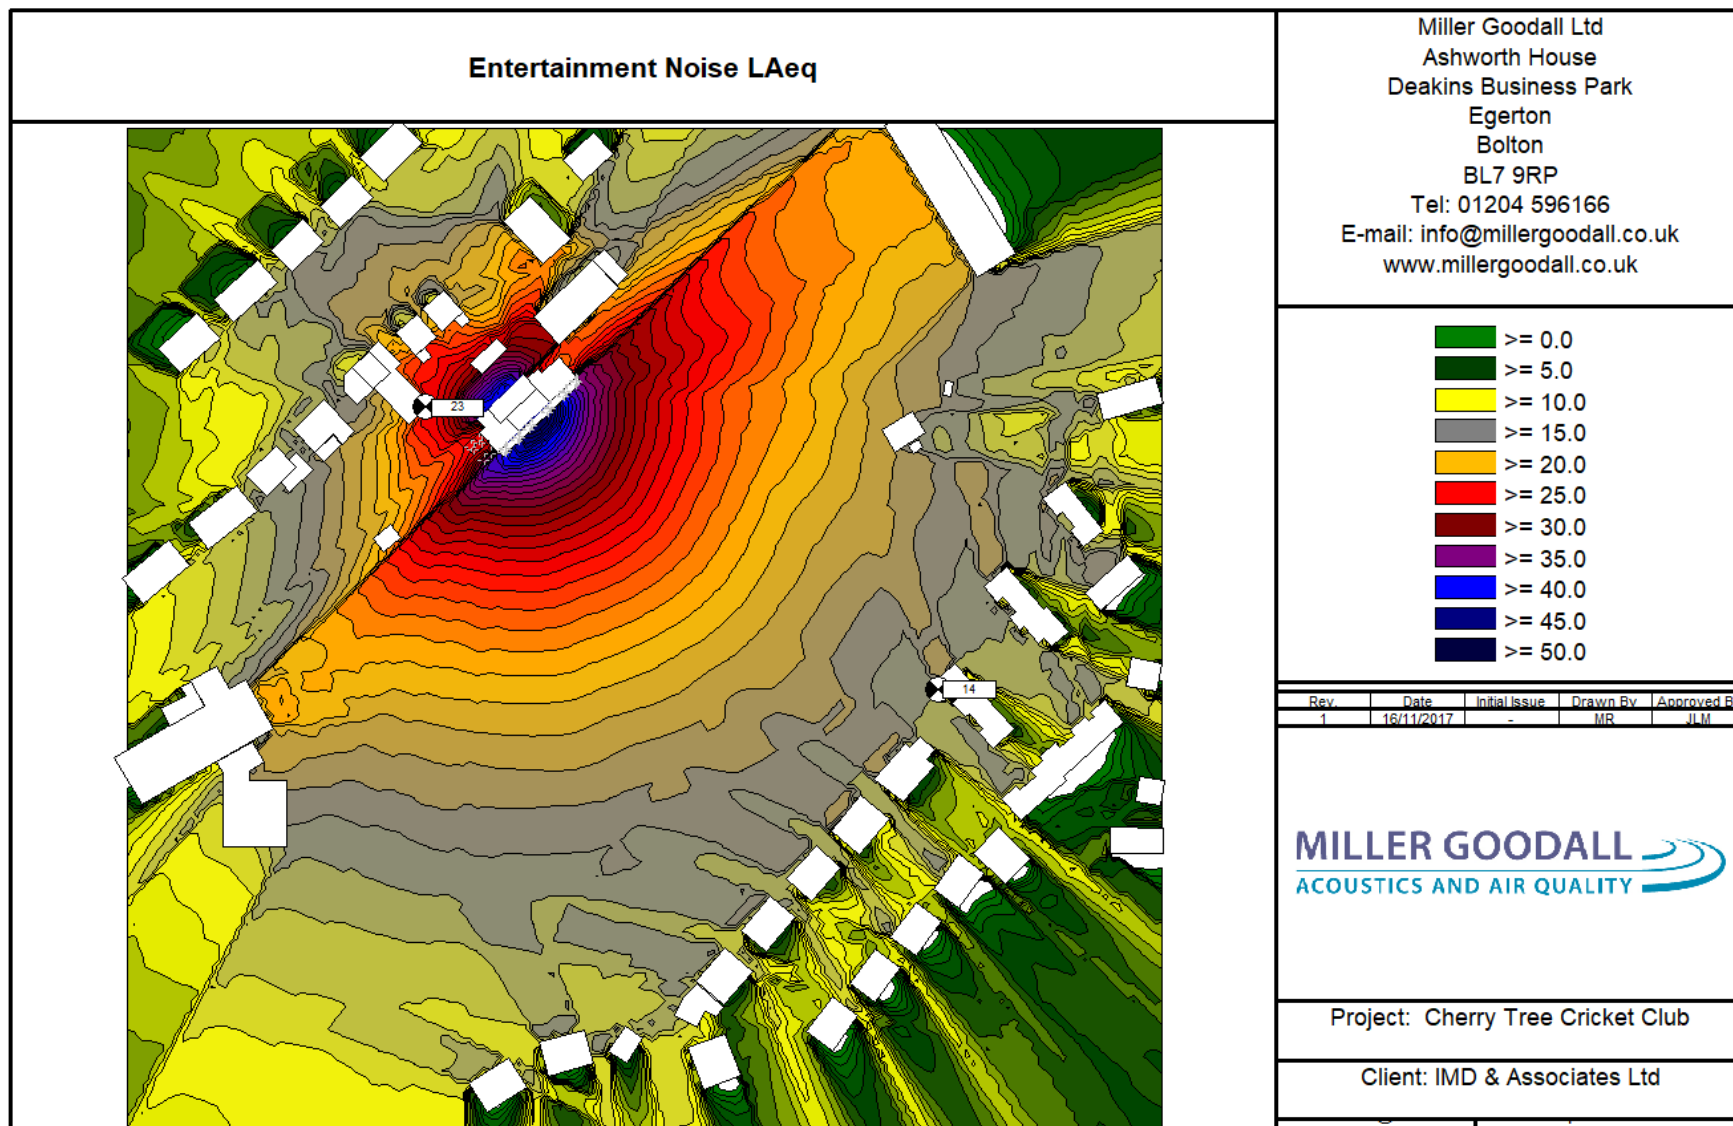 Entertainment Noise LAeq
Miller Goodall Ltd
Ashworth House
Deakins Business Park
Egerton
Bolton
BL7 9RP
Tel: 01204 596166
E-mail: info@millergoodall.co.uk
www.millergoodall.co.uk
>= 0.0
>= 5.0
>= 10.0
>= 15.0
>= 20.0
>= 25.0
>= 30.0
>= 35.0
>= 40.0
>= 45.0
>= 50.0
23
14
Rev. Date Initial Issue Drawn By Approved B
1 16/11/2017 - MR JLM
MILLER GOODALL
ACOUSTICS AND AIR QUALITY
Project: Cherry Tree Cricket Club
Client: IMD & Associates Ltd